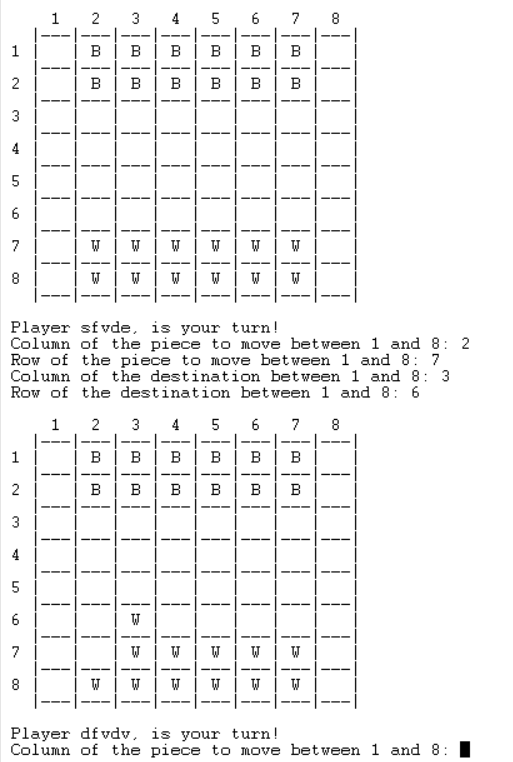 1    2    3    4    5    6    7    8
  |---|---|---|---|---|---|---|---|
1 |   | B | B | B | B | B | B |   |
  |---|---|---|---|---|---|---|---|
2 |   | B | B | B | B | B | B |   |
  |---|---|---|---|---|---|---|---|
3 |   |   |   |   |   |   |   |   |
  |---|---|---|---|---|---|---|---|
4 |   |   |   |   |   |   |   |   |
  |---|---|---|---|---|---|---|---|
5 |   |   |   |   |   |   |   |   |
  |---|---|---|---|---|---|---|---|
6 |   |   |   |   |   |   |   |   |
  |---|---|---|---|---|---|---|---|
7 |   | W | W | W | W | W | W |   |
  |---|---|---|---|---|---|---|---|
8 |   | W | W | W | W | W | W |   |
  |---|---|---|---|---|---|---|---|
Player sfvde, is your turn!
Column of the piece to move between 1 and 8: 2
Row of the piece to move between 1 and 8: 7
Column of the destination between 1 and 8: 3
Row of the destination between 1 and 8: 6
    1    2    3    4    5    6    7    8
  |---|---|---|---|---|---|---|---|
1 |   | B | B | B | B | B | B |   |
  |---|---|---|---|---|---|---|---|
2 |   | B | B | B | B | B | B |   |
  |---|---|---|---|---|---|---|---|
3 |   |   |   |   |   |   |   |   |
  |---|---|---|---|---|---|---|---|
4 |   |   |   |   |   |   |   |   |
  |---|---|---|---|---|---|---|---|
5 |   |   |   |   |   |   |   |   |
  |---|---|---|---|---|---|---|---|
6 |   |   | W |   |   |   |   |   |
  |---|---|---|---|---|---|---|---|
7 |   |   | W | W | W | W | W |   |
  |---|---|---|---|---|---|---|---|
8 |   | W | W | W | W | W | W |   |
  |---|---|---|---|---|---|---|---|
Player dfvdv, is your turn!
Column of the piece to move between 1 and 8: